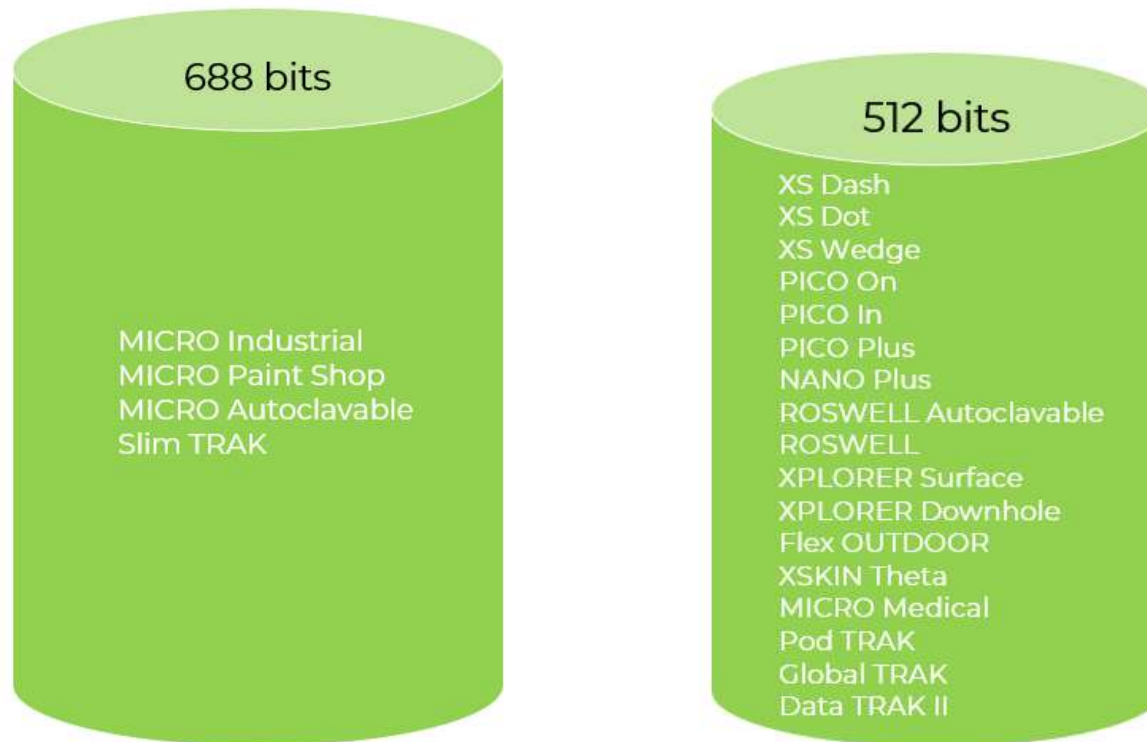 688 bits
MICRO Industrial
MICRO Paint Shop
MICRO Autoclavable
Slim TRAK
512 bits
XS Dash
XS Dot
XS Wedge
PICO On
PICO In
PICO Plus
NANO Plus
ROSWELL Autoclavable
ROSWELL
XPLORER Surface
XPLORER Downhole
Flex OUTDOOR
XSKIN Theta
MICRO Medical
Pod TRAK
Global TRAK
Data TRAK II